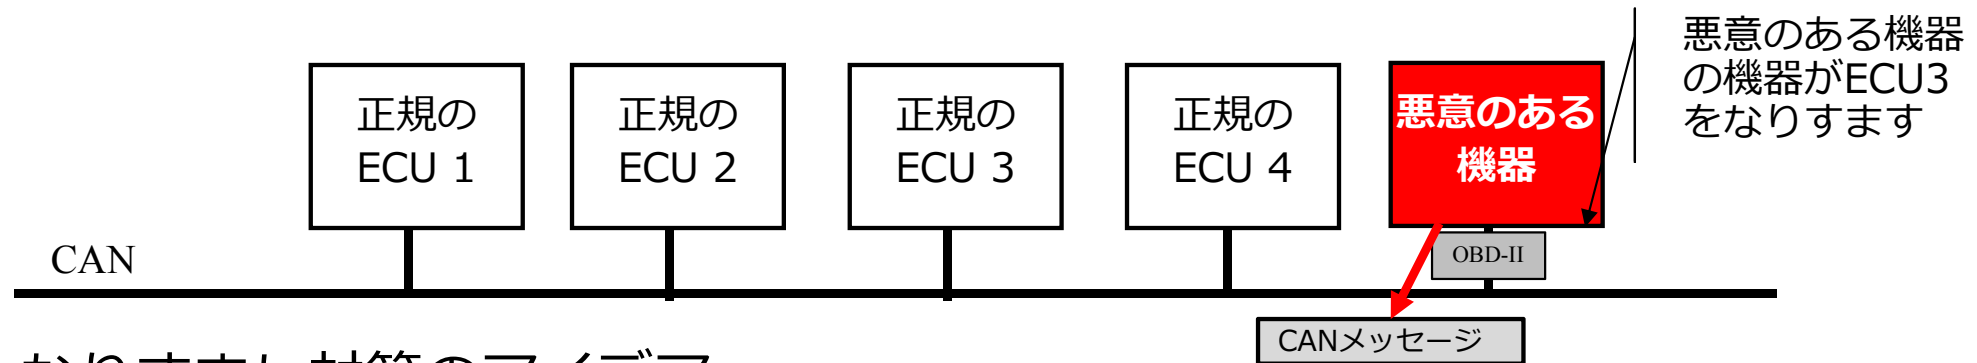 悪意のある機器
の機器がECU3
をなりすます
正規の
ECU 1
正規の
ECU 2
正規の
ECU 3
正規の
ECU 4
悪意のある
機器
CAN
OBD-II
CANメッセージ